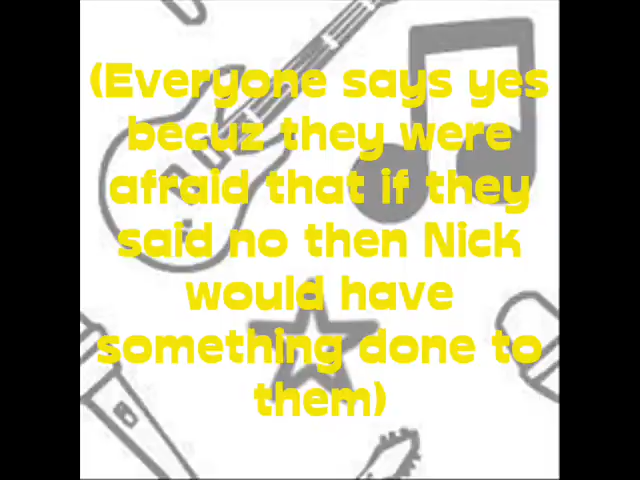 (Everyone says yes
becuz they were
afraid that if they
said no then Nick
would have
something done to
them)